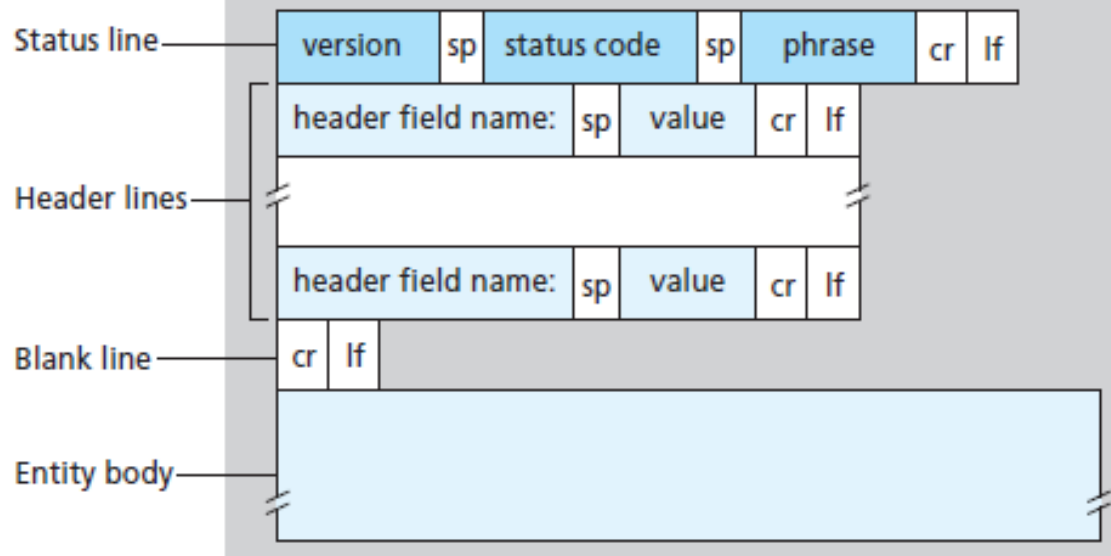 Status line version sp status code sp phrase cr lf
header field name: sp value cr lf
Header lines
header field name: sp value cr lf
Blank line cr lf
Entity body